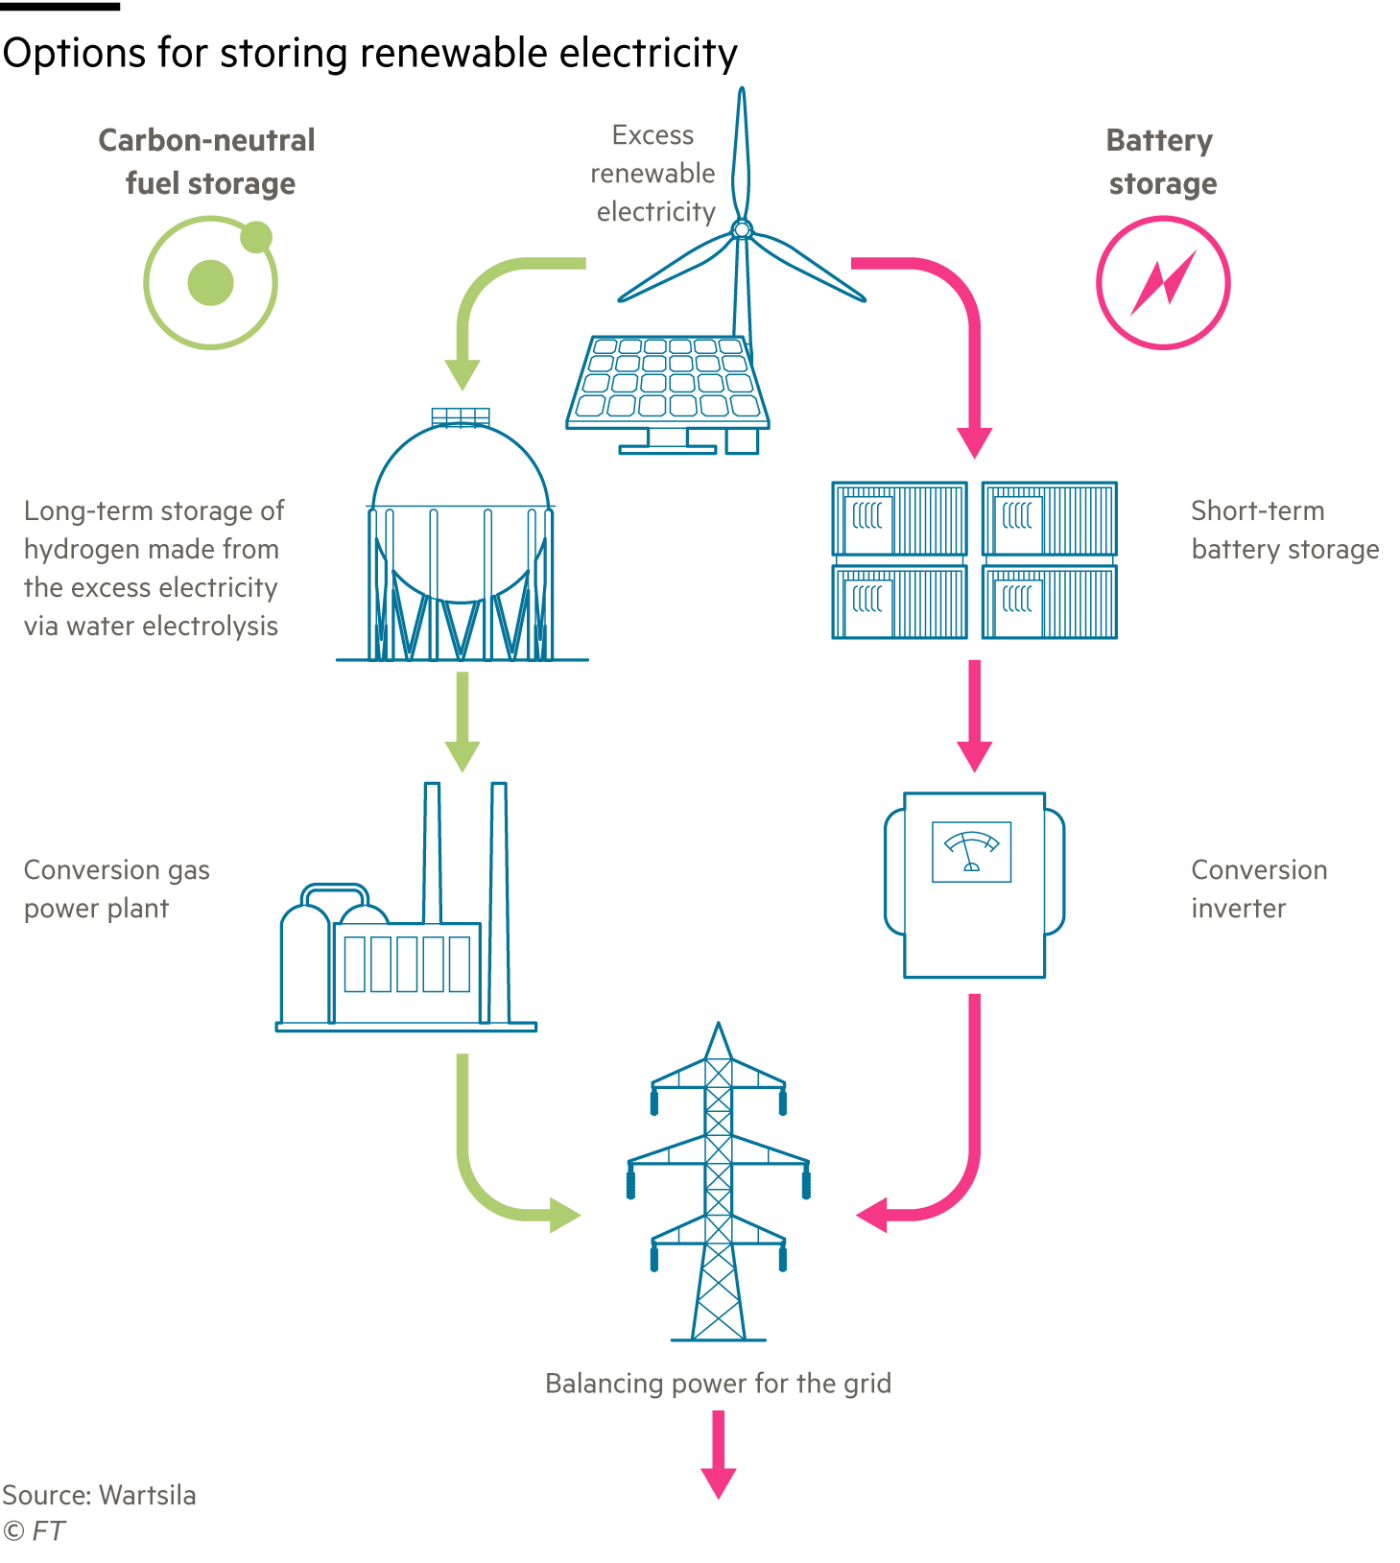 Options for storing renewable electricity
Carbon-neutral
fuel storage
Excess
renewable
electricity
Battery
storage
Long-term storage of
hydrogen made from
the excess electricity
via water electrolysis
Short-term
battery storage
Conversion gas
power plant
Conversion
inverter
Balancing power for the grid
Source: Wartsila
© FT